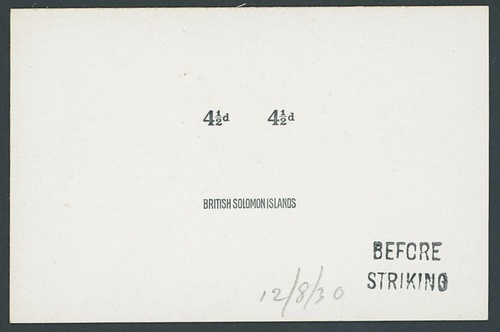 4½d 4½d
BRITISH SOLOMON ISLANDS
BEFORE
STRIKING
12/8/30